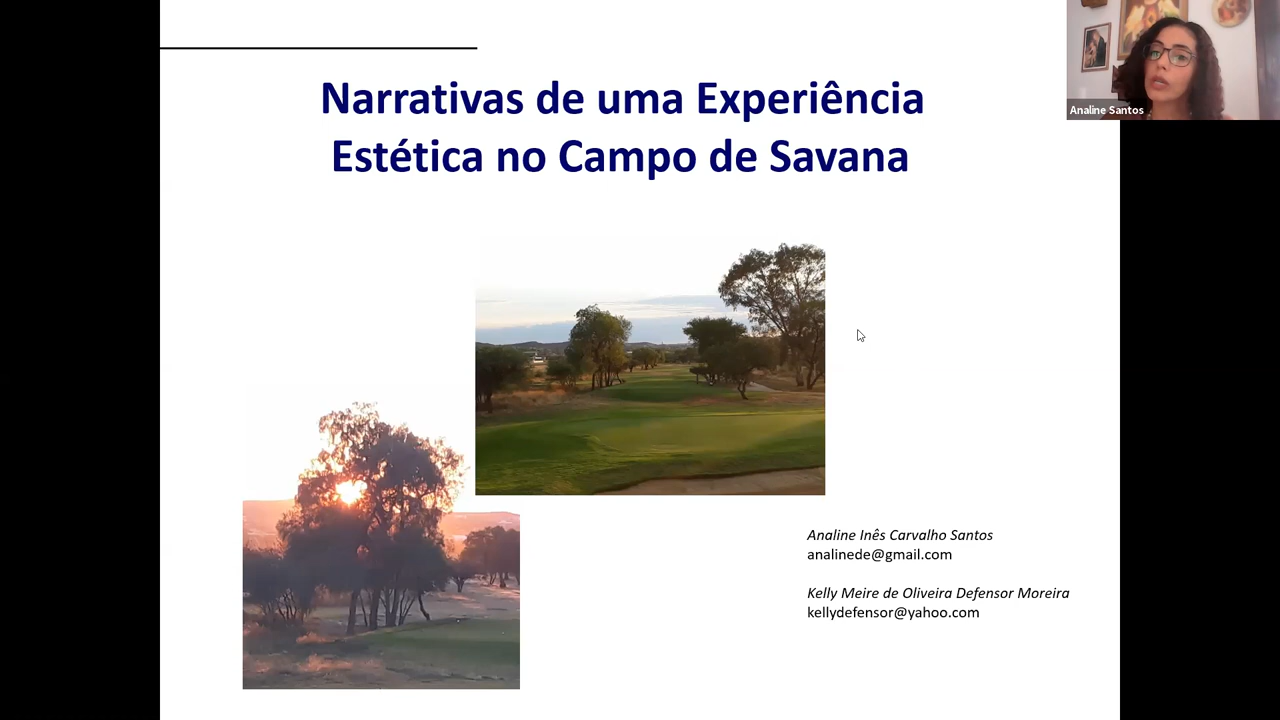 Narrativas de uma Experiência
Estética no Campo de Savana
Analine Santos
Analine Inês Carvalho Santos
analinede@gmail.com
Kelly Meire de Oliveira Defensor Moreira
kellydefensor@yahoo.com